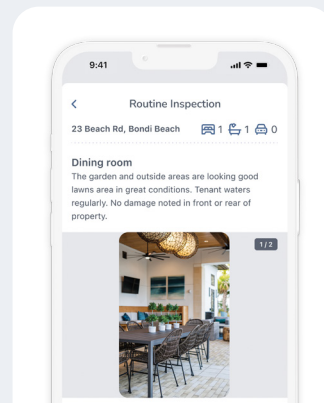 9:41
Routine Inspection
23 Beach Rd, Bondi Beach 1 1 0
Dining room
The garden and outside areas are looking good
lawns area in great conditions. Tenant waters
regularly. No damage noted in front or rear of
property.
1/2